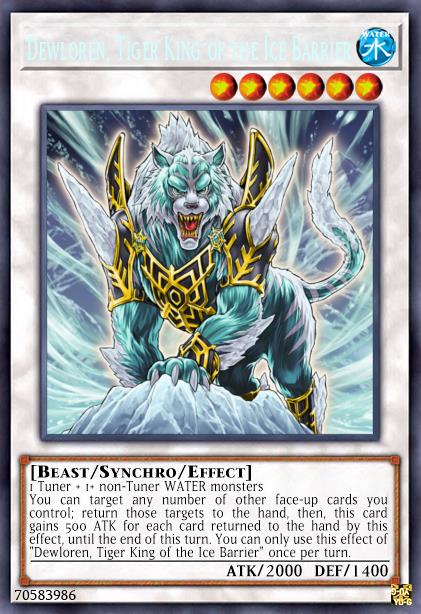 Dewloren, Tiger King of the Ice Barrier
WATER
水
[Beast/Synchro/Effect]
1 Tuner + 1+ non-Tuner WATER monsters
You can target any number of other face-up cards you
control; return those targets to the hand, then, this card
gains 500 ATK for each card returned to the hand by this
effect, until the end of this turn. You can only use this effect of
"Dewloren, Tiger King of the Ice Barrier" once per turn.
ATK/2000 DEF/1400
70583986